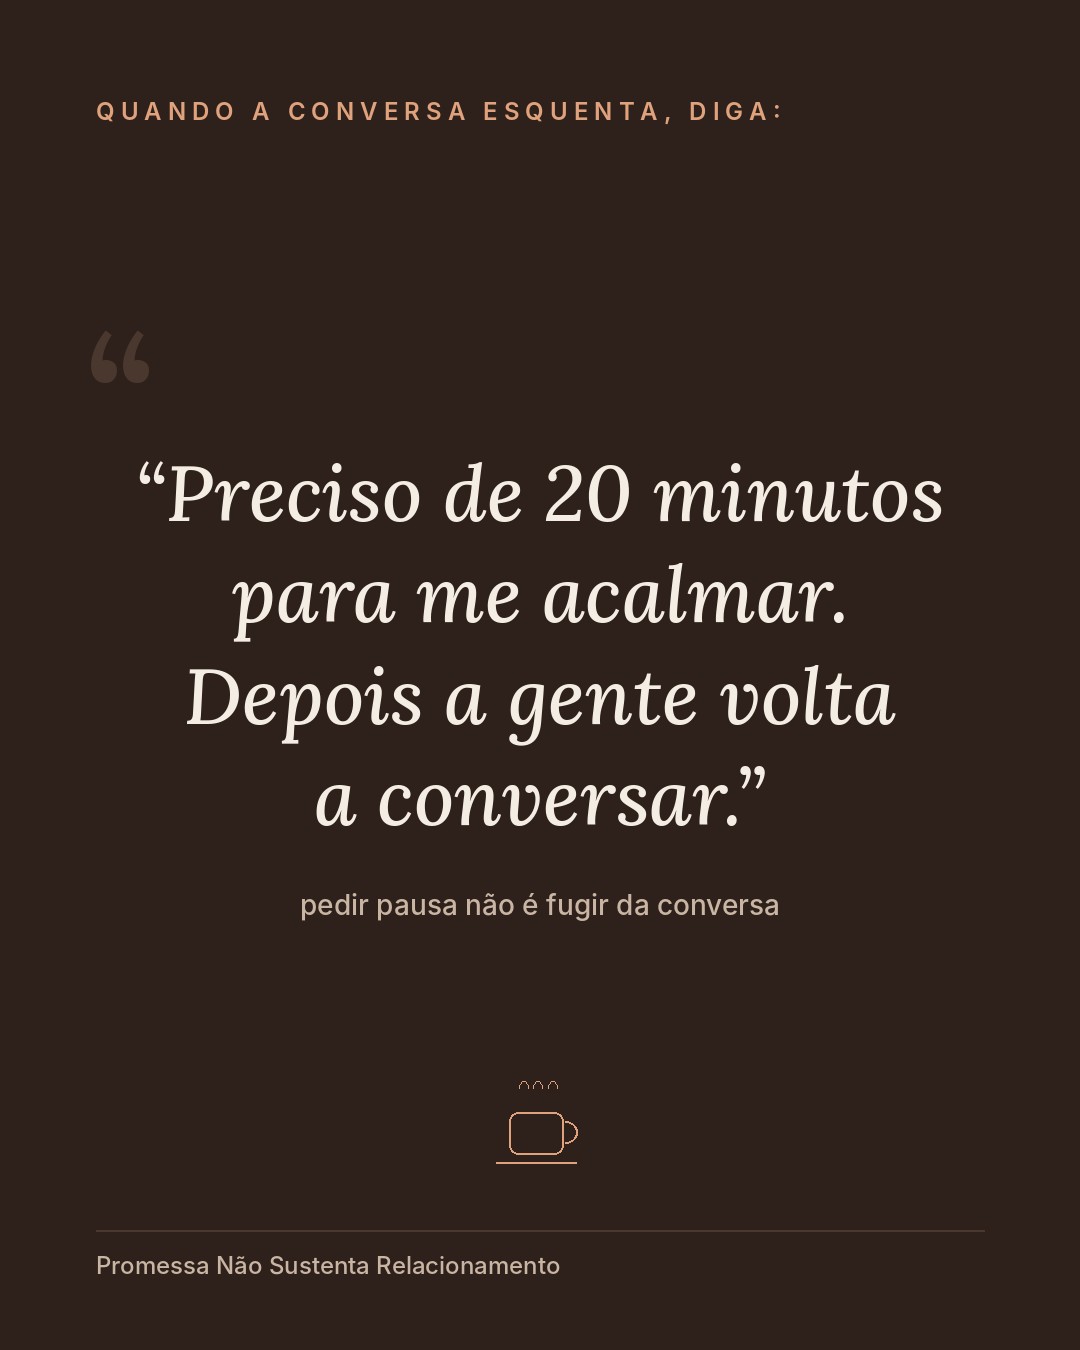 QUANDO A CONVERSA ESQUENTA, DIGA:
“
“Preciso de 20 minutos
para me acalmar.
Depois a gente volta
a conversar.”
pedir pausa não é fugir da conversa
Promessa Não Sustenta Relacionamento